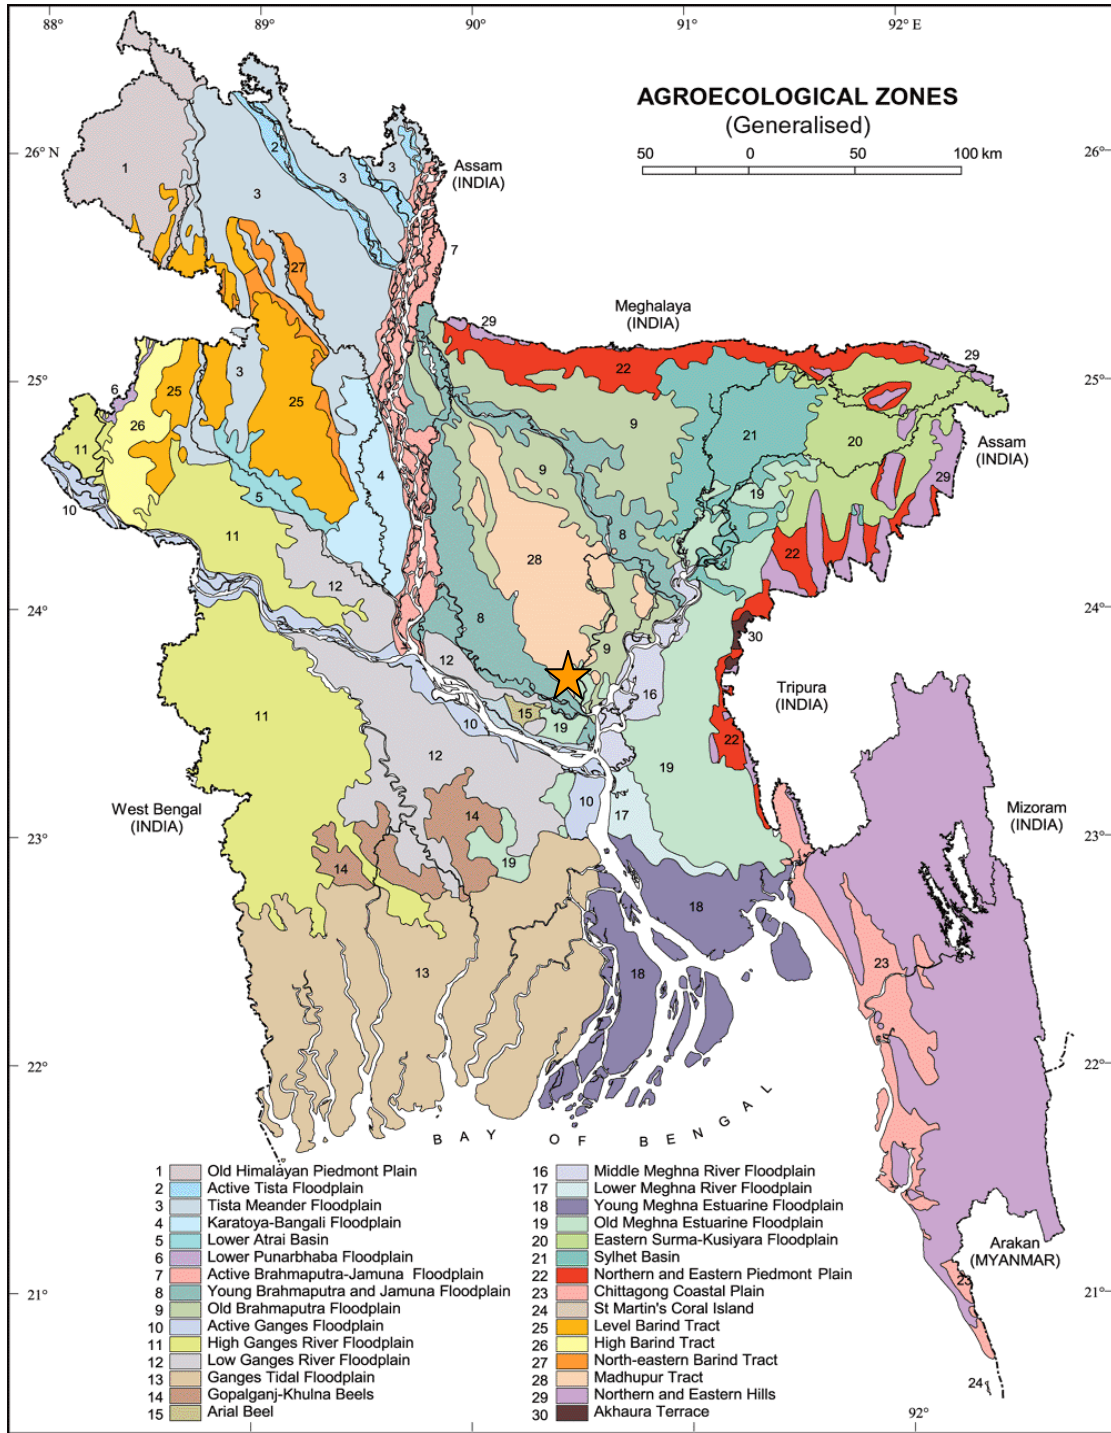 88° 89° 90° 91° 92° E
AGROECOLOGICAL ZONES
(Generalised)
50 0 50 100 km
26° N
26°
Assam
(INDIA)
1
2
3
3
3
7
27
Meghalaya
(INDIA)
29
22
29
25°
25°
6
25
3
25
26
11
4
9
9
21
20
Assam
(INDIA)
29
10
5
19
11
8
28
22
12
24°
24°
8
30
9
12
16
Tripura
(INDIA)
11
10
15
19
22
12
19
West Bengal
(INDIA)
10
17
14
Mizoram
(INDIA)
23°
23°
14
19
18
13
18
23
22°
22°
BAY OF BENGAL
Arakan
(MYANMAR)
23
21°
21°
24
92°
1 Old Himalayan Piedmont Plain
2 Active Tista Floodplain
3 Tista Meander Floodplain
4 Karatoya-Bangali Floodplain
5 Lower Atrai Basin
6 Lower Punarbhaba Floodplain
7 Active Brahmaputra-Jamuna Floodplain
8 Young Brahmaputra and Jamuna Floodplain
9 Old Brahmaputra Floodplain
10 Active Ganges Floodplain
11 High Ganges River Floodplain
12 Low Ganges River Floodplain
13 Ganges Tidal Floodplain
14 Gopalganj-Khulna Beels
15 Arial Beel
16 Middle Meghna River Floodplain
17 Lower Meghna River Floodplain
18 Young Meghna Estuarine Floodplain
19 Old Meghna Estuarine Floodplain
20 Eastern Surma-Kusiyara Floodplain
21 Sylhet Basin
22 Northern and Eastern Piedmont Plain
23 Chittagong Coastal Plain
24 St Martin's Coral Island
25 Level Barind Tract
26 High Barind Tract
27 North-eastern Barind Tract
28 Madhupur Tract
29 Northern and Eastern Hills
30 Akhaura Terrace